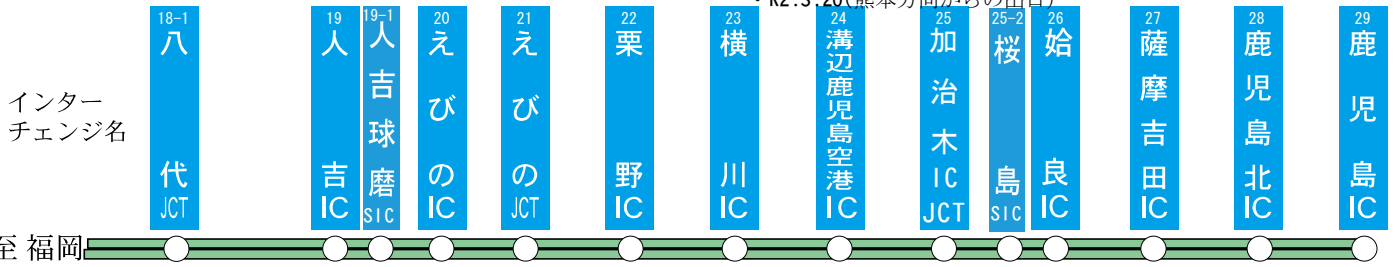 ・R2.3.20(熊本方向からの出口)
インター
チェンジ名
18-1
八代JCT
19
人吉IC
19-1
人吉球磨SIC
20
えびのIC
21
えびのJCT
22
栗野IC
23
横川IC
24
溝辺鹿児島空港IC
25
加治木IC
JCT
25-2
桜島SIC
26
姶良IC
27
薩摩吉田IC
28
鹿児島北IC
29
鹿児島IC
至 福岡